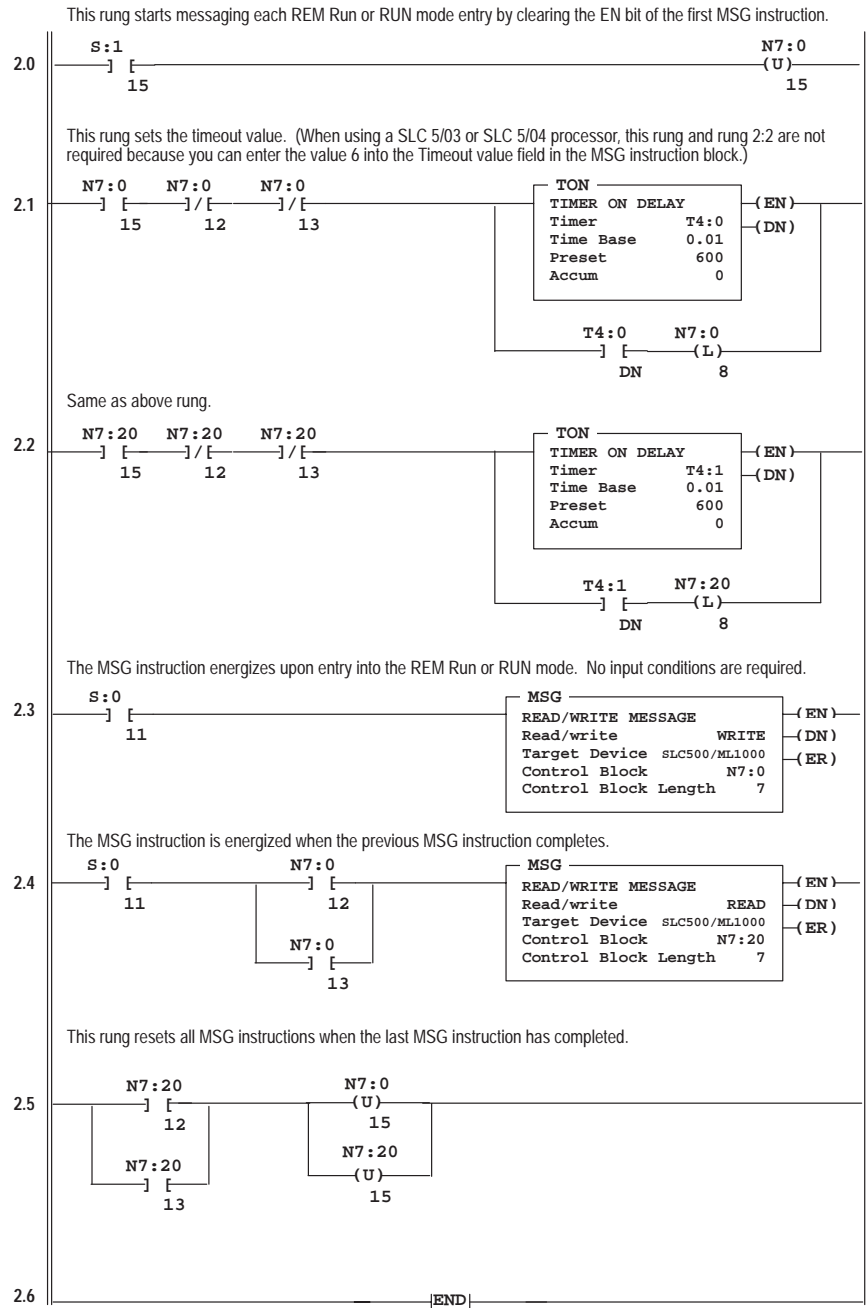 This rung starts messaging each REM Run or RUN mode entry by clearing the EN bit of the first MSG instruction.
S:1 N7:0
2.0 ] [ (U)
15 15
This rung sets the timeout value. (When using a SLC 5/03 or SLC 5/04 processor, this rung and rung 2:2 are not
required because you can enter the value 6 into the Timeout value field in the MSG instruction block.)
N7:0 N7:0 N7:0 TON
2.1 ] [ ]/[ ]/[ TIMER ON DELAY (EN)
15 12 13 Timer T4:0 (DN)
Time Base 0.01
Preset 600
Accum 0
T4:0 N7:0
] [ (L)
DN 8
Same as above rung.
N7:20 N7:20 N7:20 TON
2.2 ] [ ]/[ ]/[ TIMER ON DELAY (EN)
15 12 13 Timer T4:1 (DN)
Time Base 0.01
Preset 600
Accum 0
T4:1 N7:20
] [ (L)
DN 8
The MSG instruction energizes upon entry into the REM Run or RUN mode. No input conditions are required.
S:0 MSG
2.3 ] [ READ/WRITE MESSAGE (EN)
11 Read/write WRITE (DN)
Target Device SLC500/ML1000 (ER)
Control Block N7:0
Control Block Length 7
The MSG instruction is energized when the previous MSG instruction completes.
S:0 N7:0 MSG
2.4 ] [ ] [ READ/WRITE MESSAGE (EN)
11 12 Read/write READ (DN)
Target Device SLC500/ML1000 (ER)
N7:0 Control Block N7:20
] [ Control Block Length 7
13
This rung resets all MSG instructions when the last MSG instruction has completed.
N7:20 N7:0
2.5 ] [ (U)
12 15
N7:20 N7:20
] [ (U)
13 15
2.6 |END|